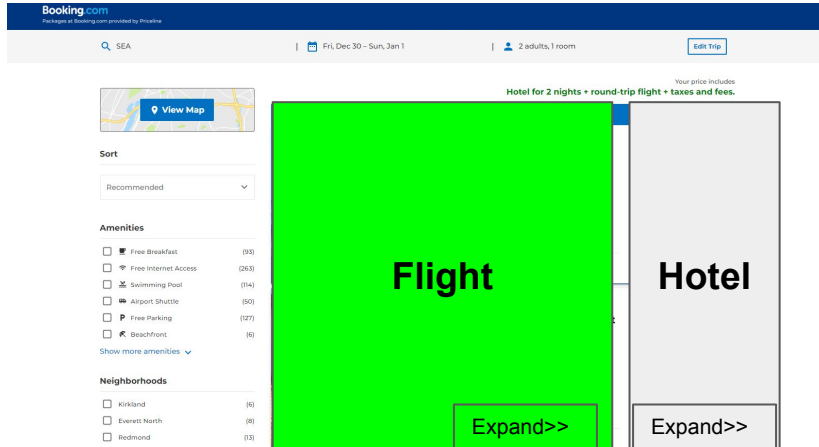 Booking.com
Packages at Booking.com provided by Priceline
SEA | Fri, Dec 30 – Sun, Jan 1 | 2 adults, 1 room Edit Trip
Your price includes
Hotel for 2 nights + round-trip flight + taxes and fees.
View Map
Sort
Recommended
Amenities
Free Breakfast (93)
Free Internet Access (263)
Swimming Pool (114)
Airport Shuttle (50)
P Free Parking (127)
Beachfront (6)
Show more amenities
Neighborhoods
Kirkland (6)
Everett North (8)
Redmond (13)
Flight
Expand>>
Hotel
Expand>>